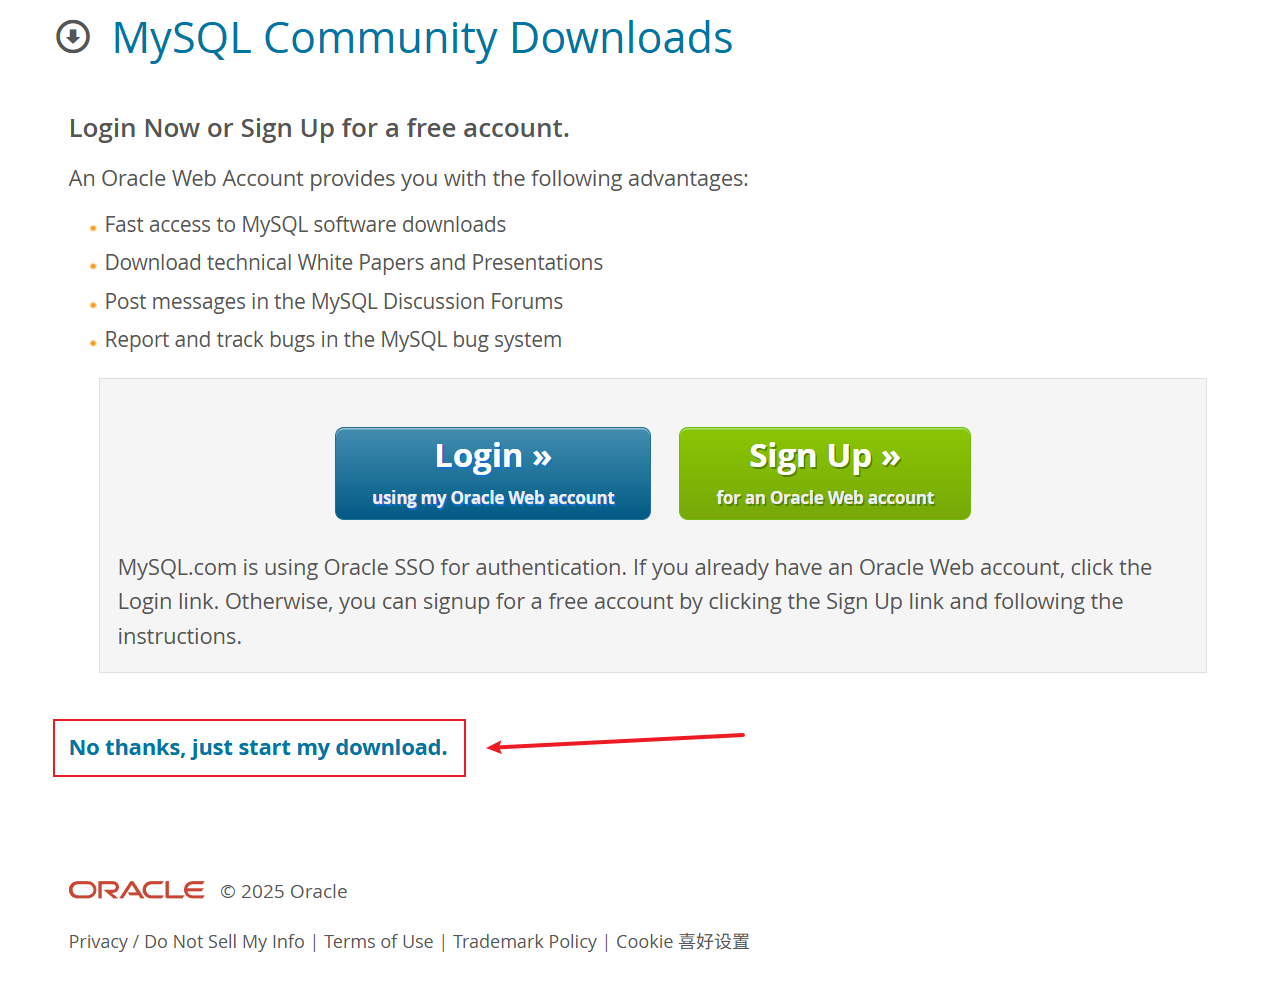 MySQL Community Downloads
Login Now or Sign Up for a free account.
An Oracle Web Account provides you with the following advantages:
Fast access to MySQL software downloads
Download technical White Papers and Presentations
Post messages in the MySQL Discussion Forums
Report and track bugs in the MySQL bug system
Login »
using my Oracle Web account
Sign Up »
for an Oracle Web account
MySQL.com is using Oracle SSO for authentication. If you already have an Oracle Web account, click the
Login link. Otherwise, you can signup for a free account by clicking the Sign Up link and following the
instructions.
No thanks, just start my download.
ORACLE © 2025 Oracle
Privacy / Do Not Sell My Info | Terms of Use | Trademark Policy | Cookie 喜好设置